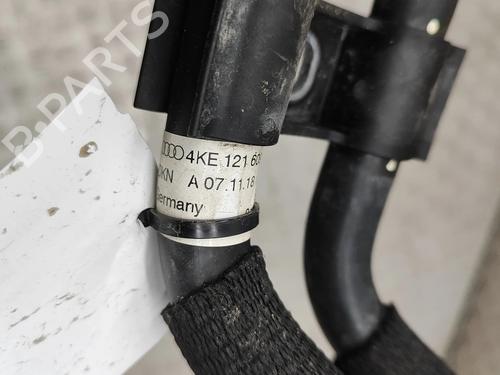 B-PARTS
4KE 121 60
KN A 07.11.18
Germany